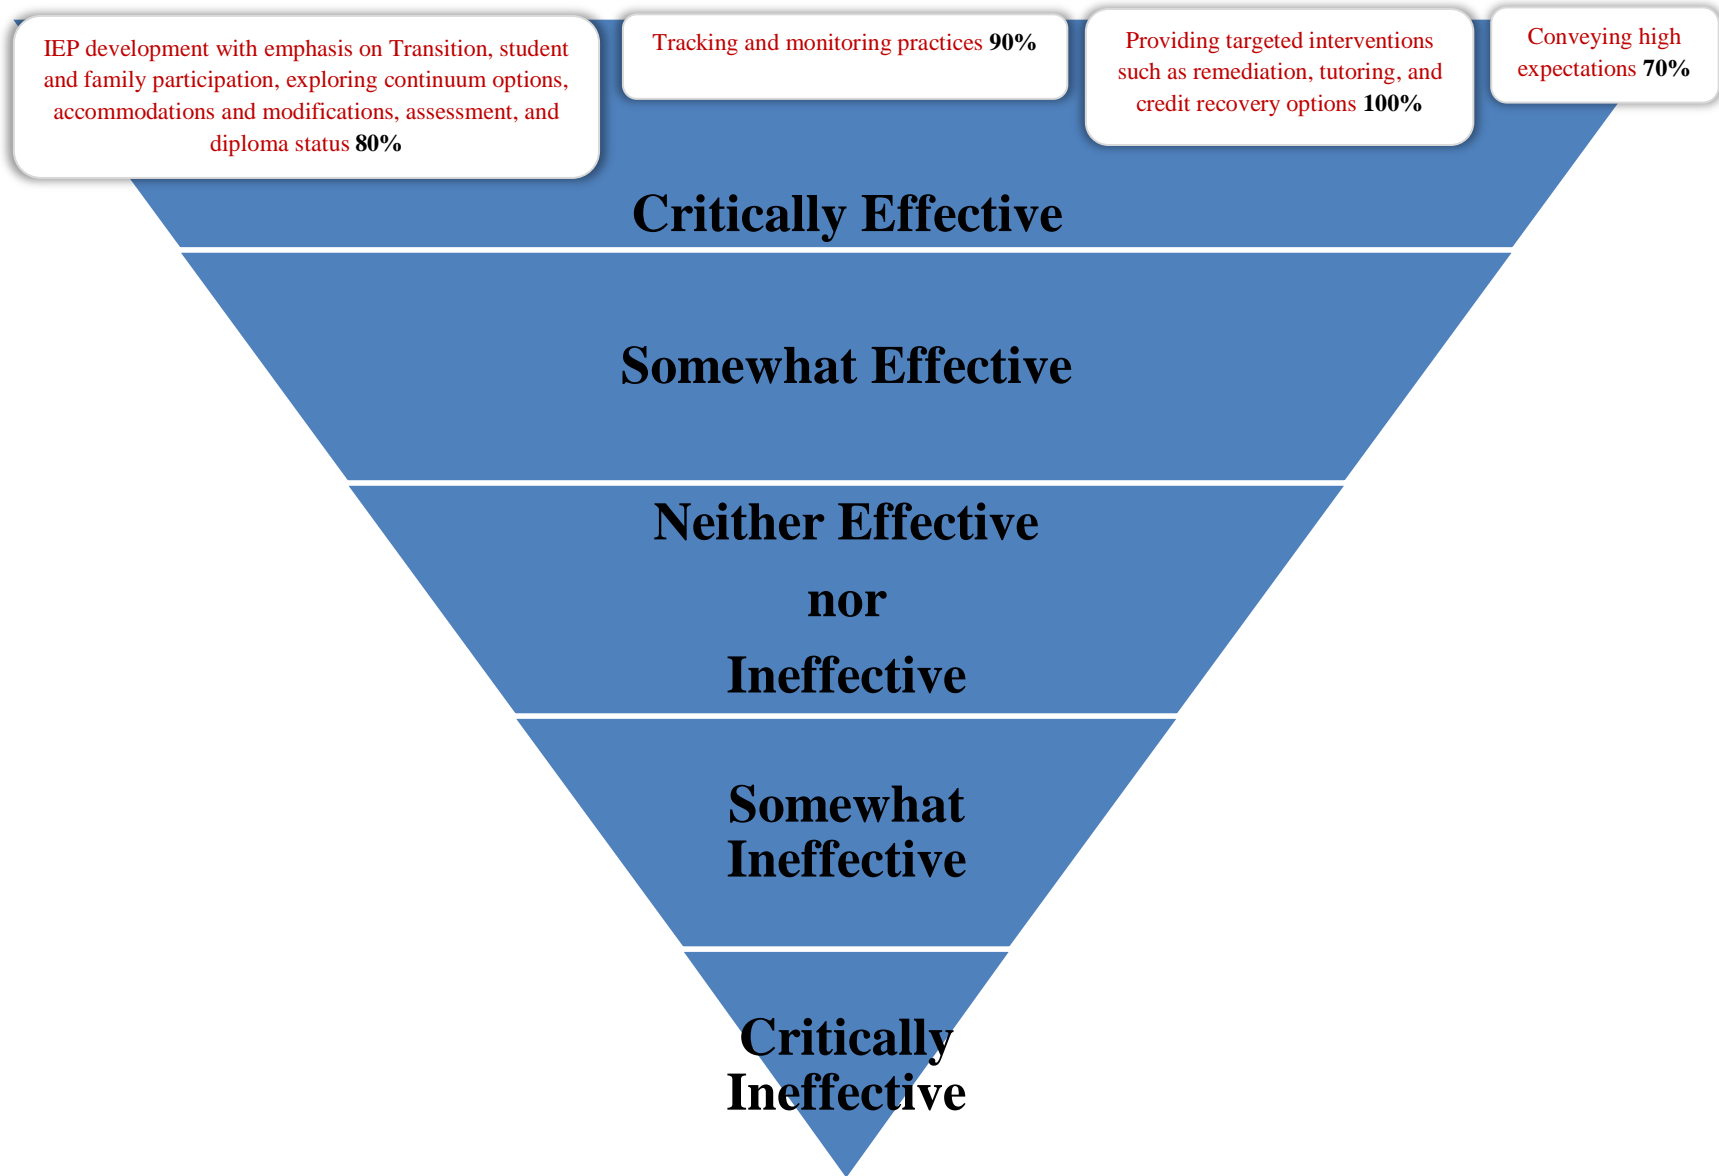 IEP development with emphasis on Transition, student
and family participation, exploring continuum options,
accommodations and modifications, assessment, and
diploma status 80%
Tracking and monitoring practices 90%
Providing targeted interventions
such as remediation, tutoring, and
credit recovery options 100%
Conveying high
expectations 70%
Critically Effective
Somewhat Effective
Neither Effective
nor
Ineffective
Somewhat
Ineffective
Critically
Ineffective